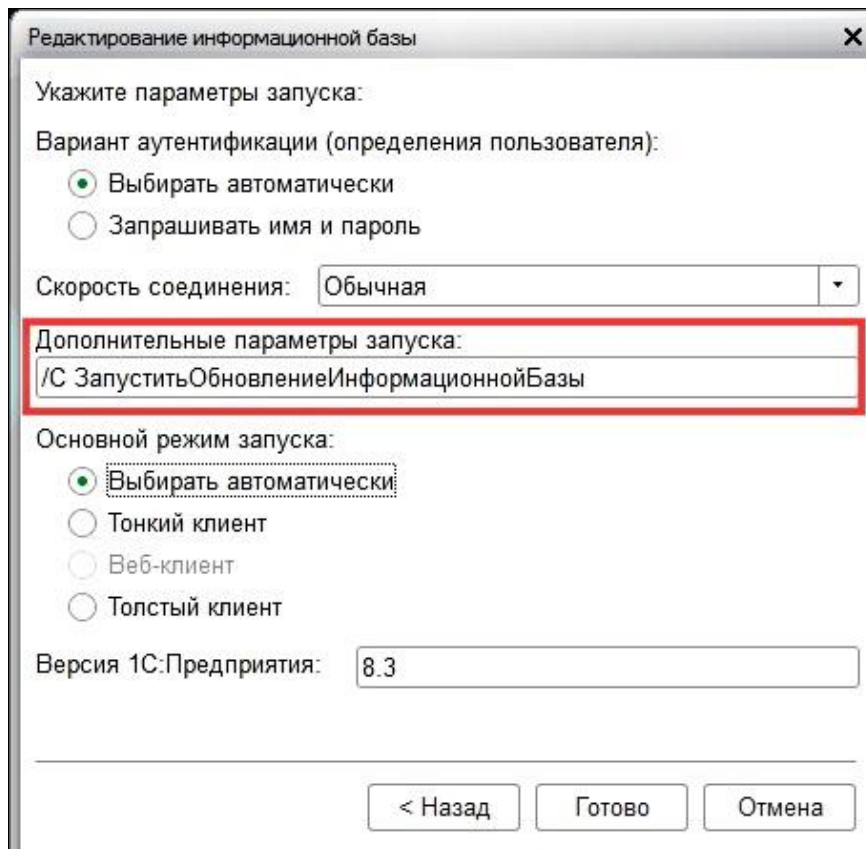 Редактирование информационной базы
Укажите параметры запуска:
Вариант аутентификации (определения пользователя):
Выбирать автоматически
Запрашивать имя и пароль
Скорость соединения: Обычная
Дополнительные параметры запуска:
/С ЗапуститьОбновлениеИнформационнойБазы
Основной режим запуска:
Выбирать автоматически
Тонкий клиент
Веб-клиент
Толстый клиент
Версия 1С:Предприятия: 8.3
< Назад Готово Отмена